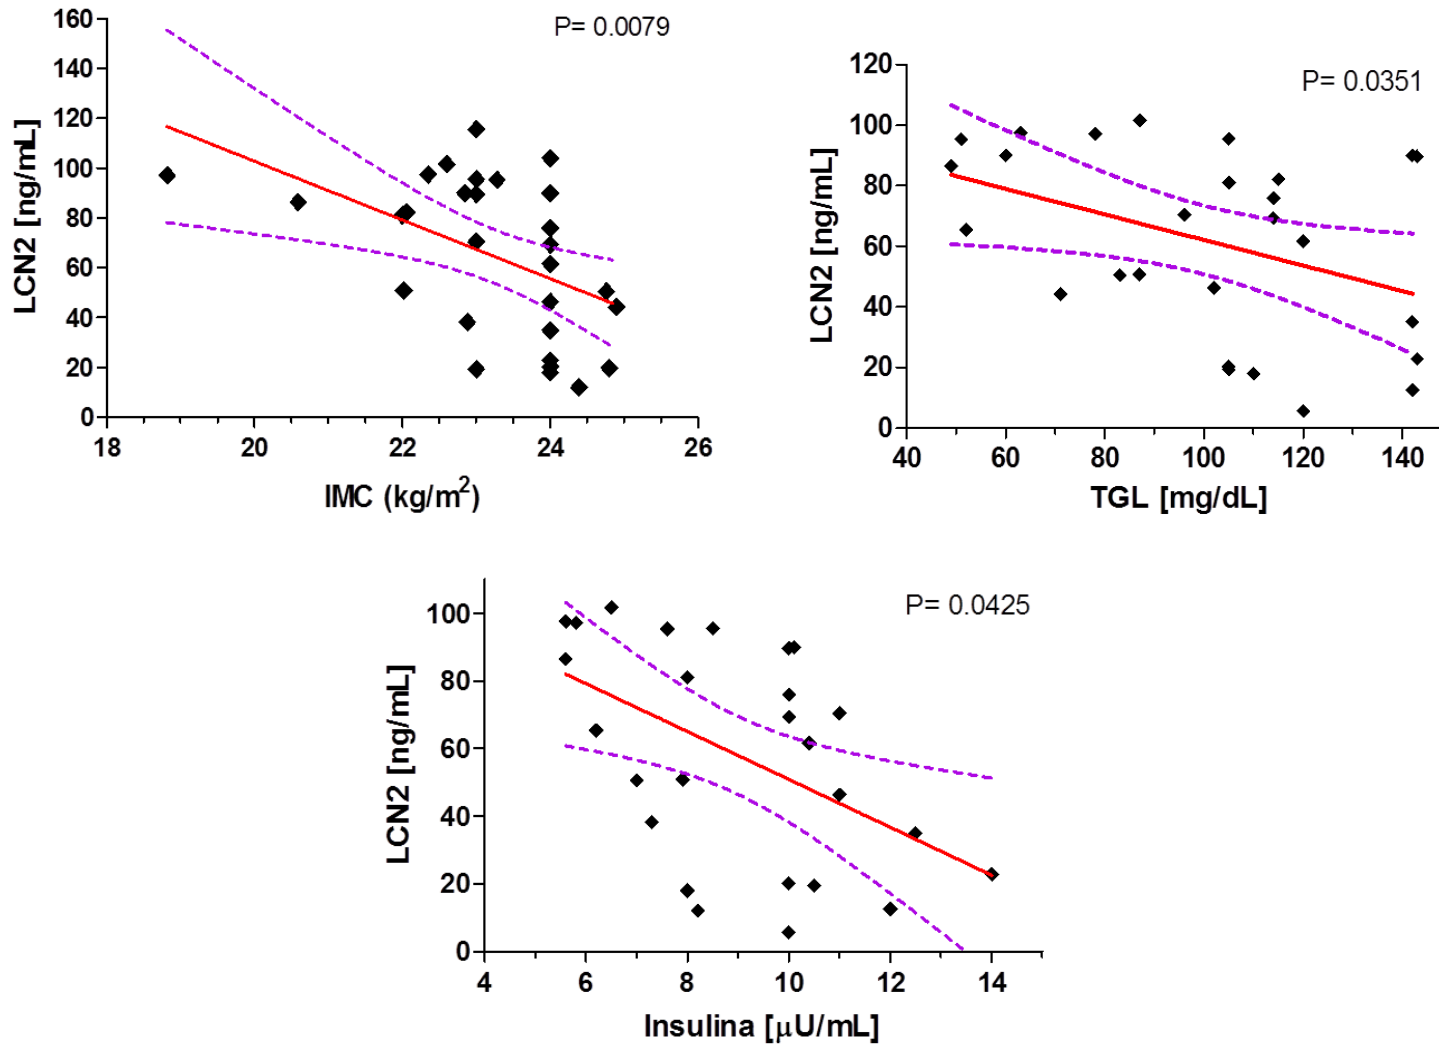 P= 0.0079
160
140
120
100
80
60
40
20
0
LCN2 [ng/mL]
18 20 22 24 26
IMC (kg/m²)
P= 0.0351
120
100
80
60
40
20
0
LCN2 [ng/mL]
40 60 80 100 120 140
TGL [mg/dL]
P= 0.0425
100
80
60
40
20
0
LCN2 [ng/mL]
4 6 8 10 12 14
Insulina [µU/mL]